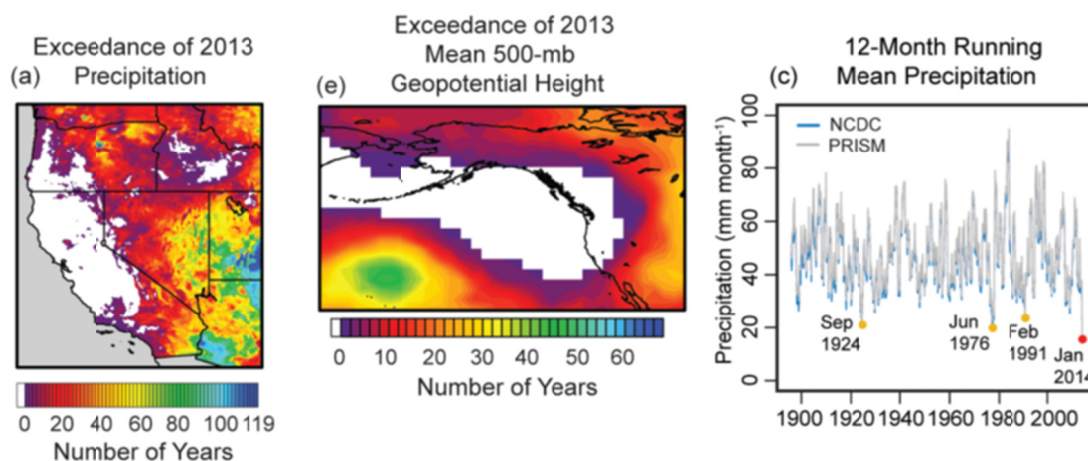 Exceedance of 2013
(a) Precipitation
0 20 40 60 80 100 119
Number of Years
Exceedance of 2013
Mean 500-mb
(e) Geopotential Height
0 10 20 30 40 50 60
Number of Years
12-Month Running
(c) Mean Precipitation
Precipitation (mm month⁻¹)
100
80
60
40
20
0
NCDC
PRISM
Sep
1924
Jun
1976
Feb
1991
Jan
2014
1900 1920 1940 1960 1980 2000